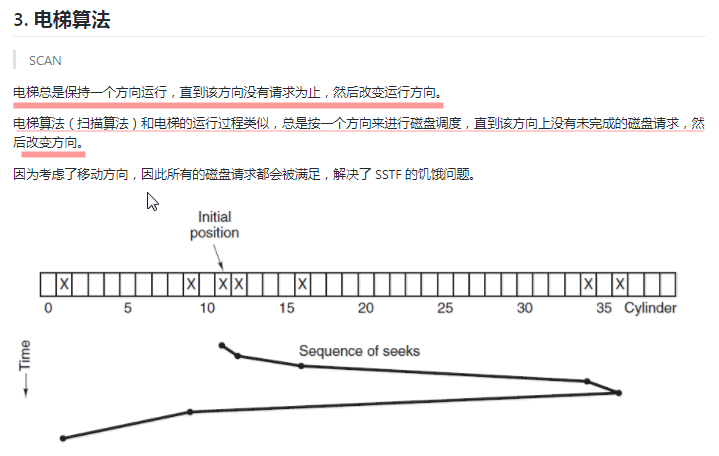 3. 电梯算法
SCAN
电梯总是保持一个方向运行，直到该方向没有请求为止，然后改变运行方向。
电梯算法（扫描算法）和电梯的运行过程类似，总是按一个方向来进行磁盘调度，直到该方向上没有未完成的磁盘请求，然
后改变方向。
因为考虑了移动方向，因此所有的磁盘请求都会被满足，解决了 SSTF 的饥饿问题。
Initial
position
X X X X X X X
0 5 10 15 20 25 30 35 Cylinder
Time
Sequence of seeks